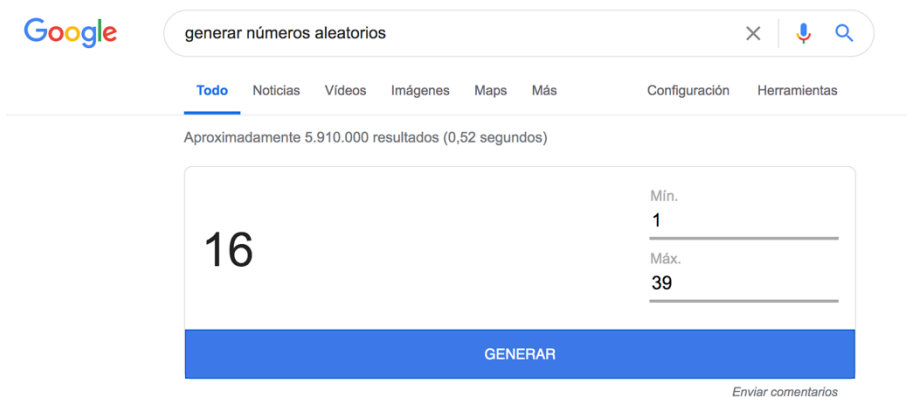 Google
generar números aleatorios
Todo Noticias Vídeos Imágenes Maps Más Configuración Herramientas
Aproximadamente 5.910.000 resultados (0,52 segundos)
16
Mín.
1
Máx.
39
GENERAR
Enviar comentarios